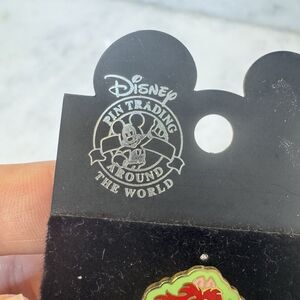 Disney
PIN TRADING
AROUND
THE WORLD